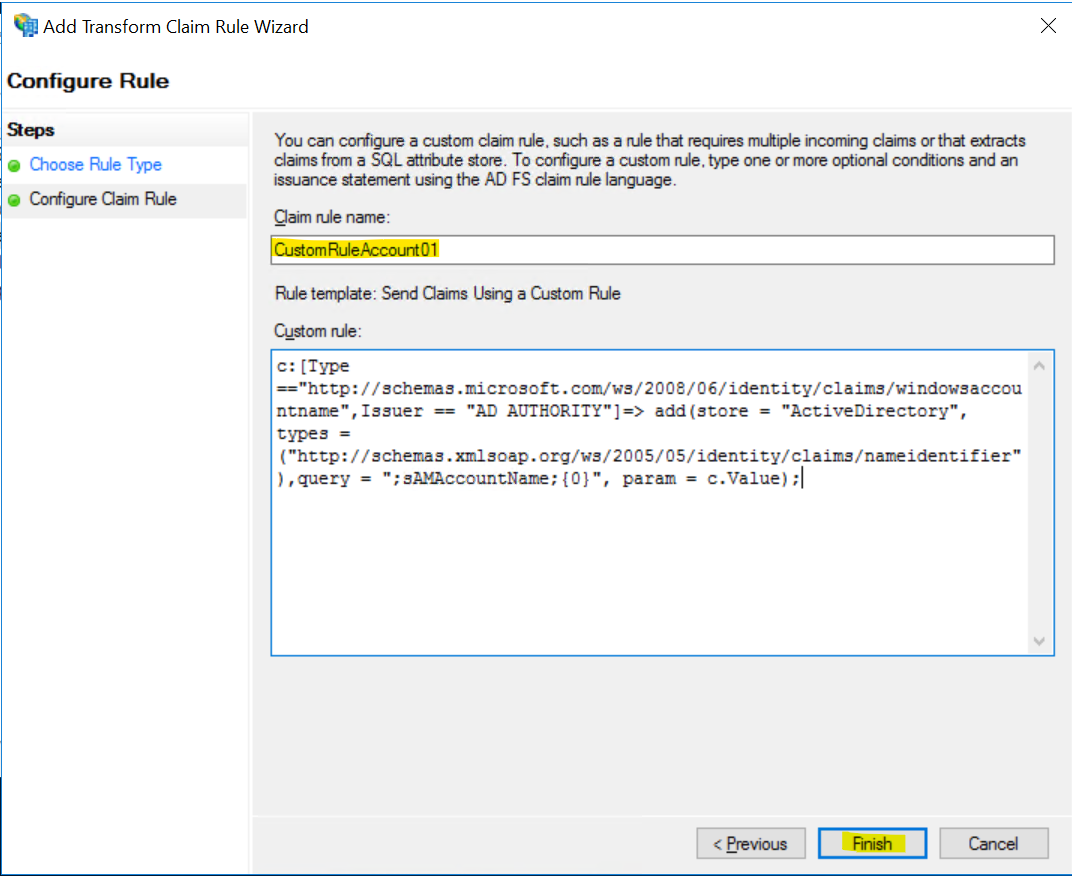 Add Transform Claim Rule Wizard
Configure Rule
Steps
Choose Rule Type
Configure Claim Rule
You can configure a custom claim rule, such as a rule that requires multiple incoming claims or that extracts
claims from a SQL attribute store. To configure a custom rule, type one or more optional conditions and an
issuance statement using the AD FS claim rule language.
Claim rule name:
CustomRuleAccount01
Rule template: Send Claims Using a Custom Rule
Custom rule:
c:[Type
=="http://schemas.microsoft.com/ws/2008/06/identity/claims/windowsaccou
ntname",Issuer == "AD AUTHORITY"]=> add(store = "ActiveDirectory",
types =
("http://schemas.xmlsoap.org/ws/2005/05/identity/claims/nameidentifier"
),query = ";sAMAccountName;{0}", param = c.Value);
< Previous
Finish
Cancel